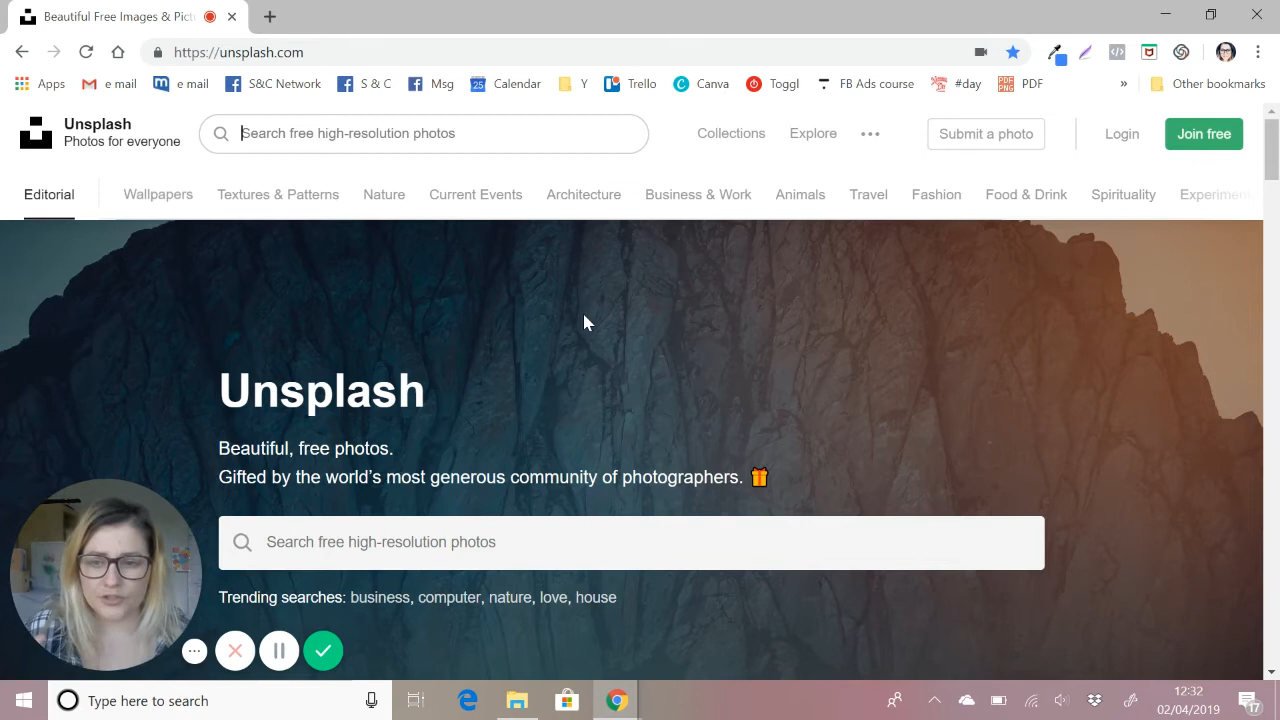 Beautiful Free Images & Pict
https://unsplash.com
Apps e mail e mail S&C Network S & C Msg 25 Calendar Y Trello Canva Toggl FB Ads course #day PDF » Other bookmarks
Unsplash
Photos for everyone
Search free high-resolution photos
Collections Explore ••• Submit a photo Login Join free
Editorial Wallpapers Textures & Patterns Nature Current Events Architecture Business & Work Animals Travel Fashion Food & Drink Spirituality Experimen
Unsplash
Beautiful, free photos.
Gifted by the world’s most generous community of photographers. 🎁
Search free high-resolution photos
Trending searches: business, computer, nature, love, house
Type here to search
12:32
02/04/2019
17